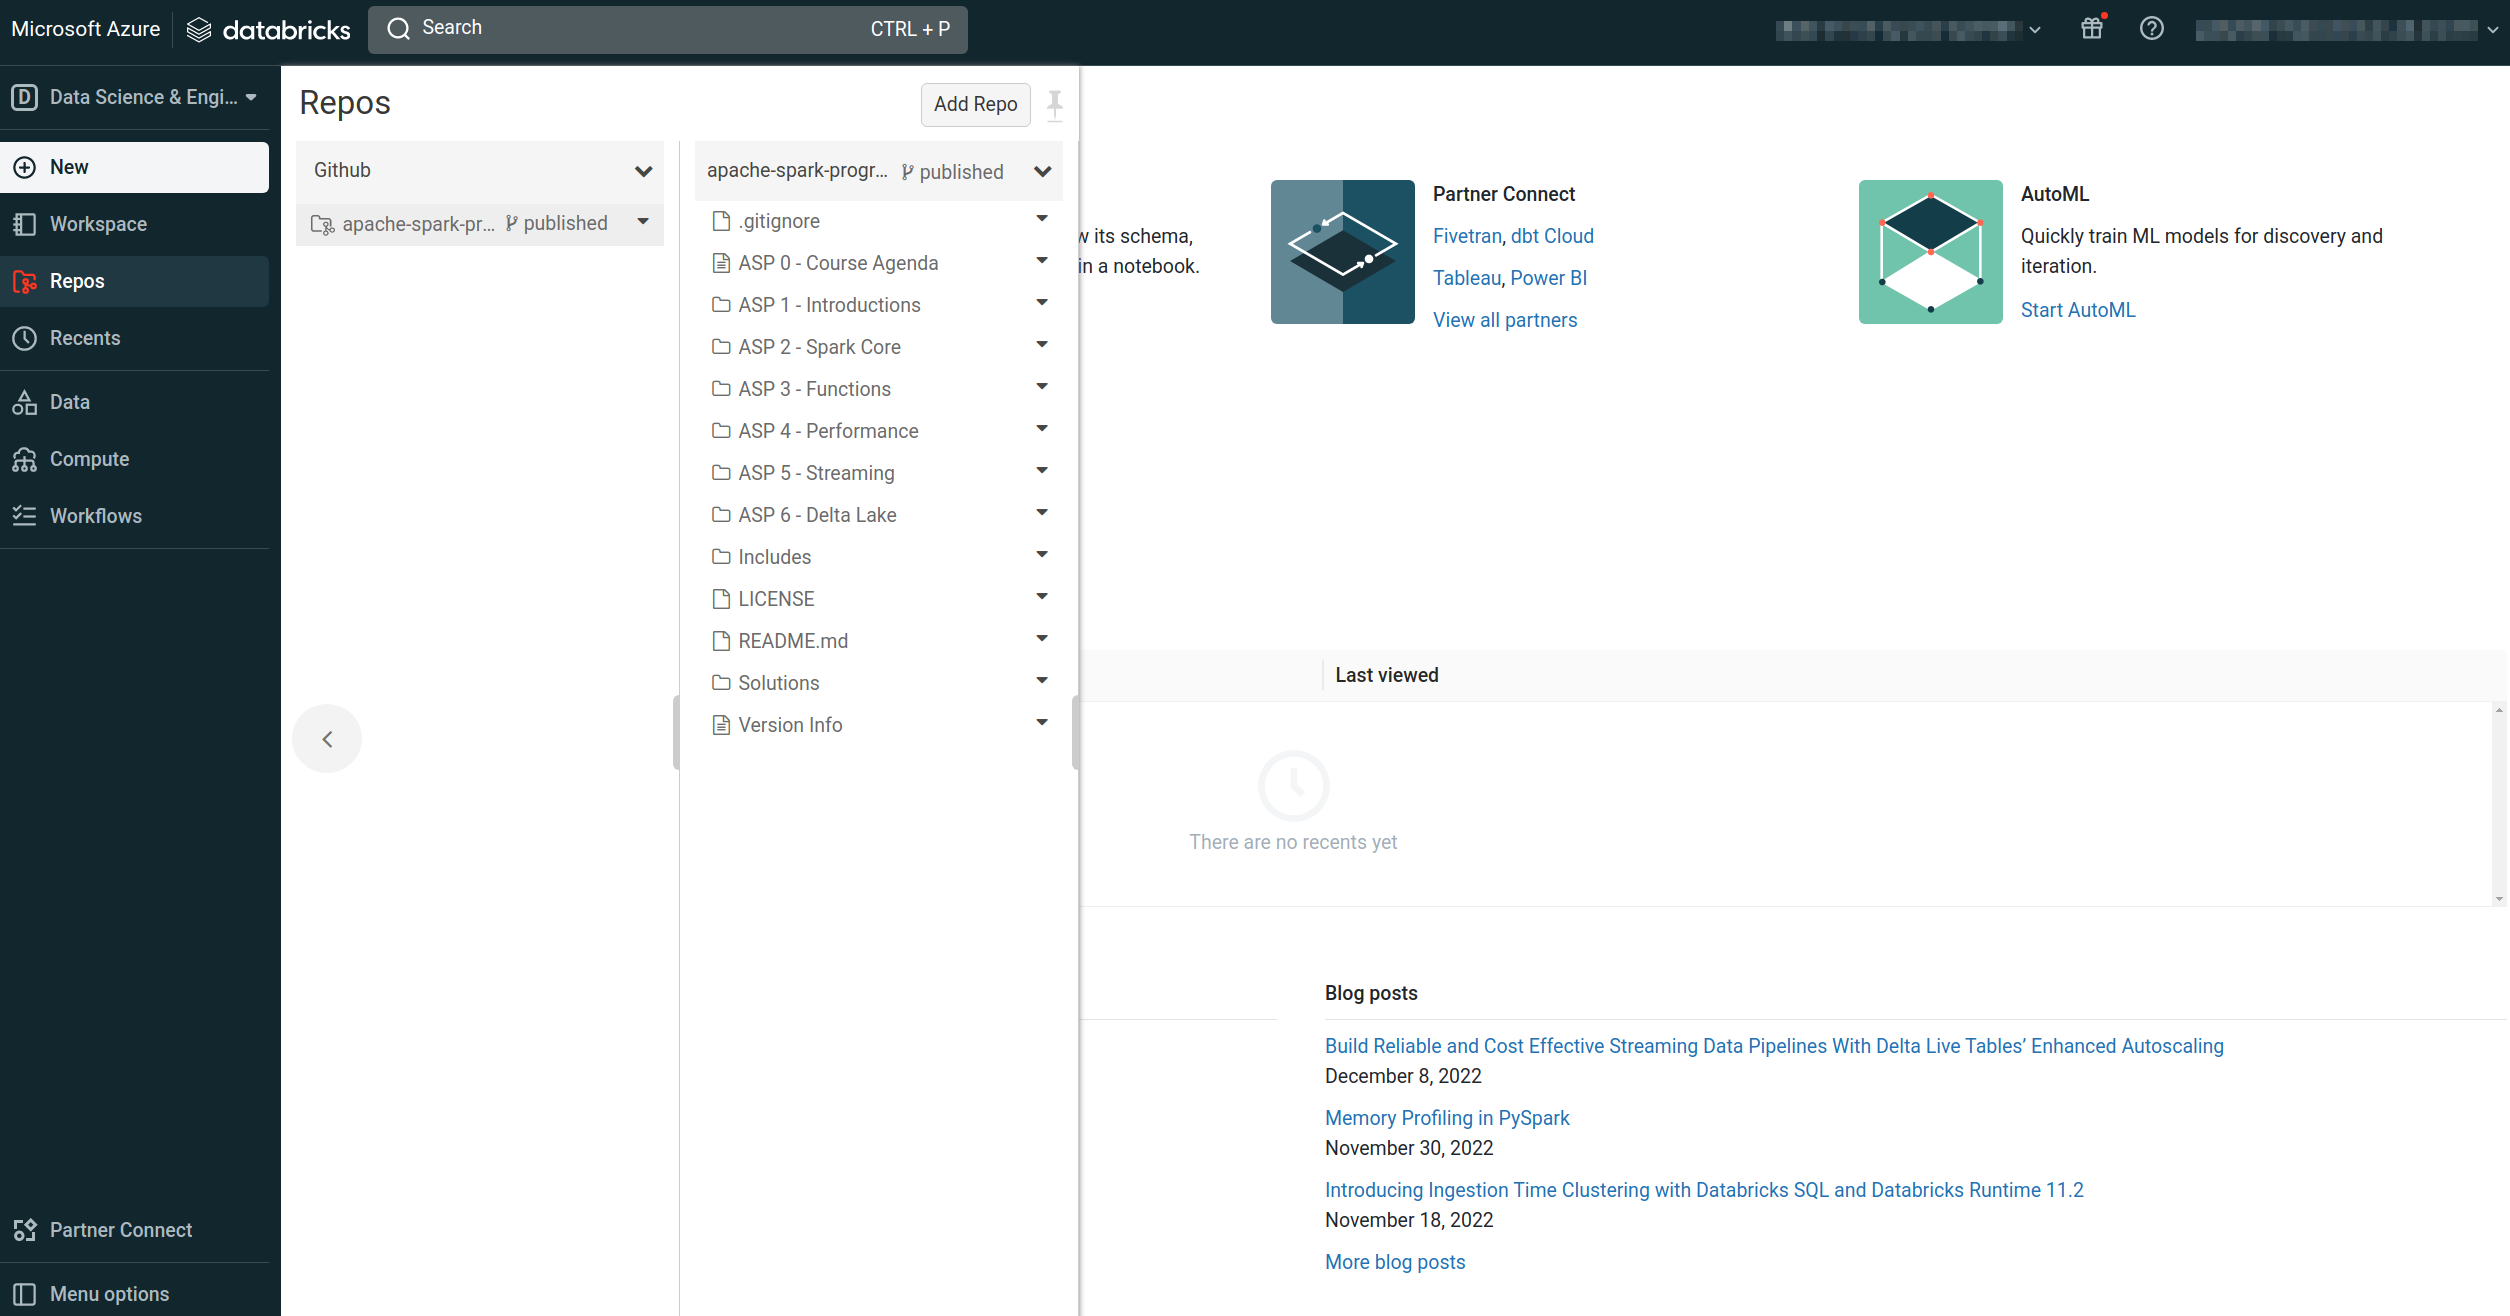 Microsoft Azure
databricks
Search
CTRL + P
Data Science & Engi...
New
Workspace
Repos
Recents
Data
Compute
Workflows
Partner Connect
Menu options
Repos
Add Repo
Github
apache-spark-pr...
published
apache-spark-progr...
published
.gitignore
ASP 0 - Course Agenda
ASP 1 - Introductions
ASP 2 - Spark Core
ASP 3 - Functions
ASP 4 - Performance
ASP 5 - Streaming
ASP 6 - Delta Lake
Includes
LICENSE
README.md
Solutions
Version Info
its schema,
in a notebook.
Partner Connect
Fivetran, dbt Cloud
Tableau, Power BI
View all partners
AutoML
Quickly train ML models for discovery and
iteration.
Start AutoML
Last viewed
There are no recents yet
Blog posts
Build Reliable and Cost Effective Streaming Data Pipelines With Delta Live Tables’ Enhanced Autoscaling
December 8, 2022
Memory Profiling in PySpark
November 30, 2022
Introducing Ingestion Time Clustering with Databricks SQL and Databricks Runtime 11.2
November 18, 2022
More blog posts